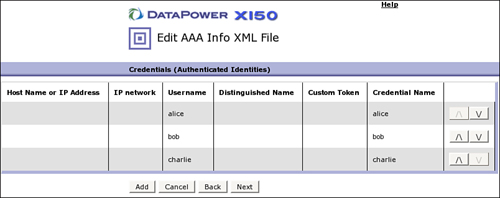 Help
DATAPOWER XI50
Edit AAA Info XML File
Credentials (Authenticated Identities)
Host Name or IP Address IP network Username Distinguished Name Custom Token Credential Name
alice alice /\ \/
bob bob /\ \/
charlie charlie /\ \/
Add Cancel Back Next